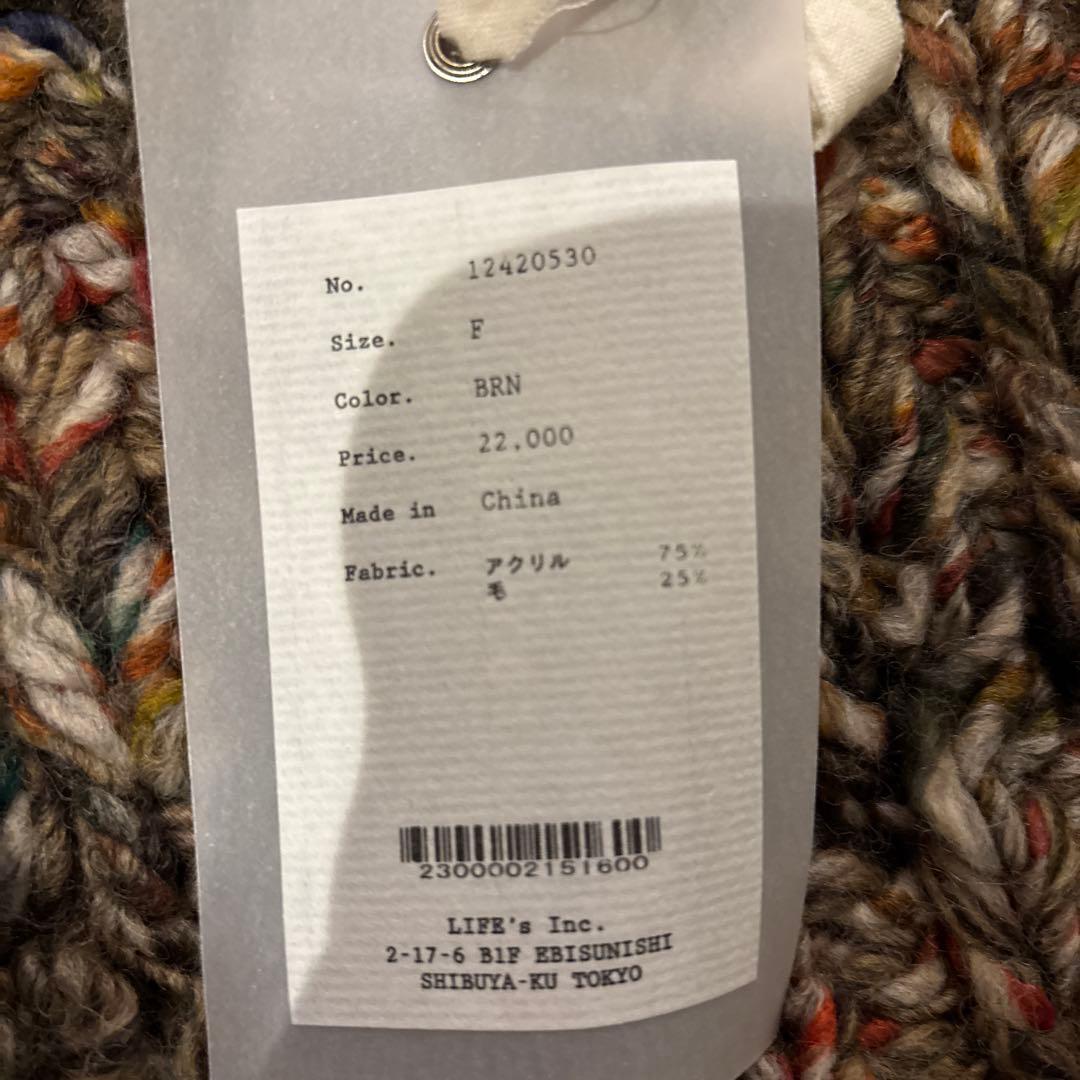 No. 12420530
Size. F
Color. BRN
Price. 22,000
Made in China
Fabric. アクリル 75%
毛 25%
2300002151600
LIFE's Inc.
2-17-6 B1F EBISUNISHI
SHIBUYA-KU TOKYO